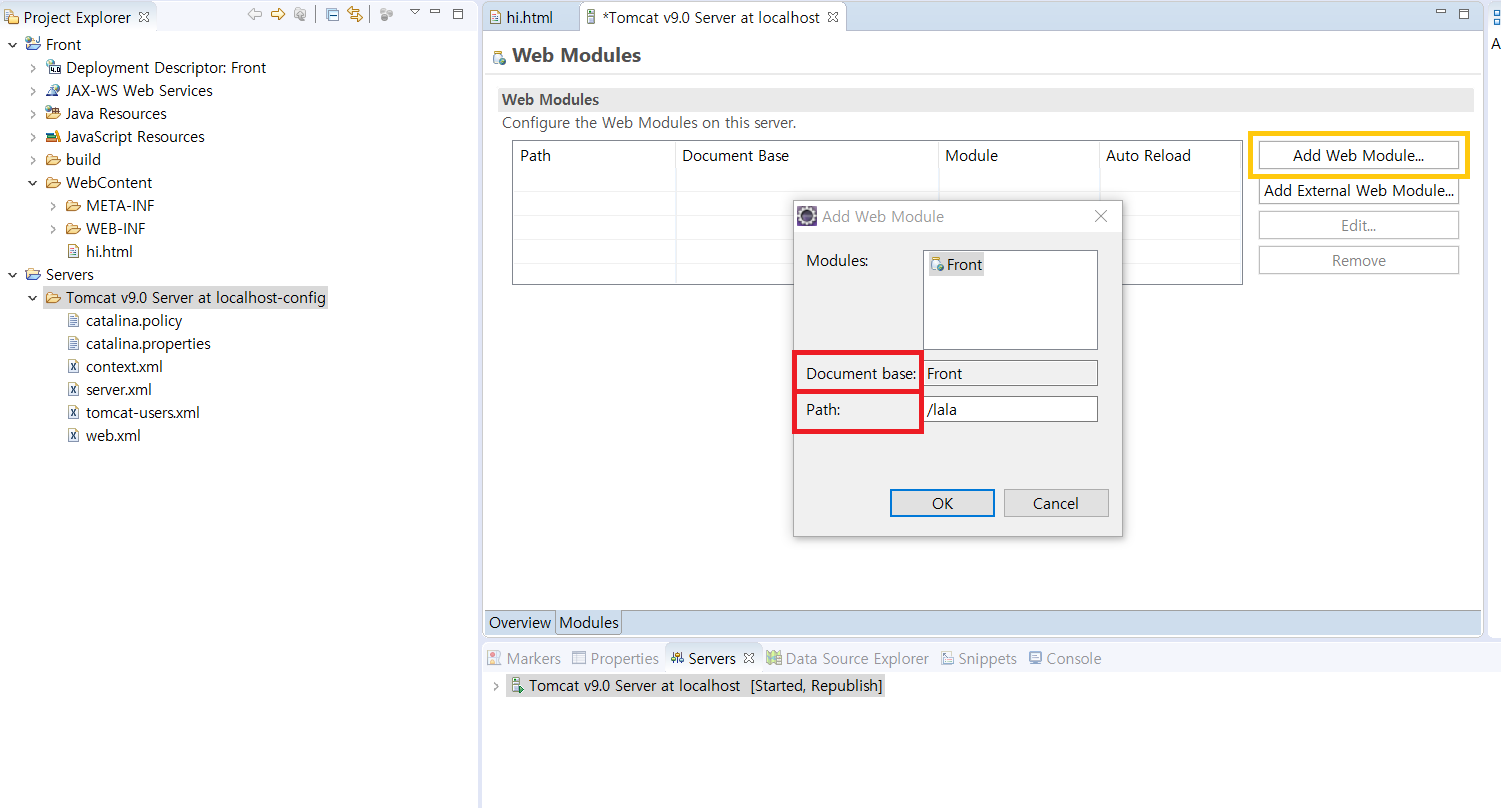 Project Explorer
Front
Deployment Descriptor: Front
JAX-WS Web Services
Java Resources
JavaScript Resources
build
WebContent
META-INF
WEB-INF
hi.html
Servers
Tomcat v9.0 Server at localhost-config
catalina.policy
catalina.properties
context.xml
server.xml
tomcat-users.xml
web.xml
hi.html
*Tomcat v9.0 Server at localhost
Web Modules
Web Modules
Configure the Web Modules on this server.
Path Document Base Module Auto Reload
Add Web Module...
Add External Web Module...
Edit...
Remove
Add Web Module
Modules:
Front
Document base: Front
Path: /lala
OK Cancel
Overview Modules
Markers Properties Servers Data Source Explorer Snippets Console
Tomcat v9.0 Server at localhost [Started, Republish]
A